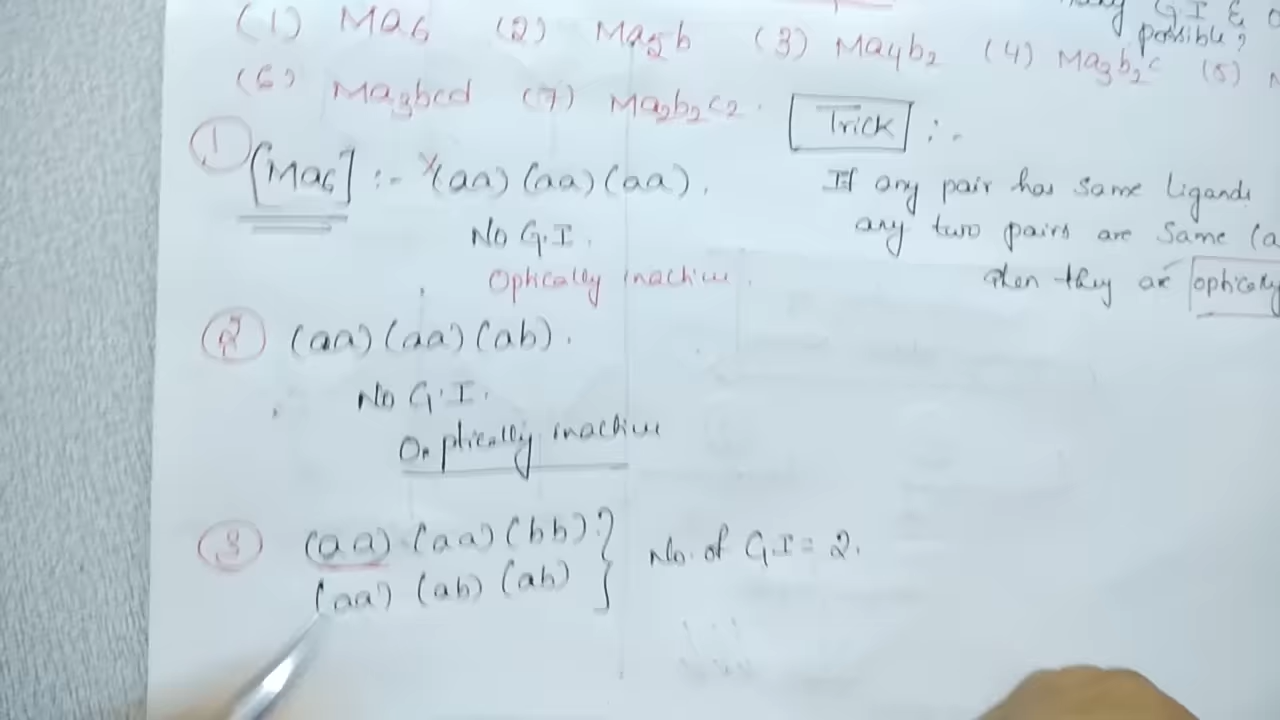 G I &
possible?
(1) Ma6 (2) Ma5b (3) Ma4b2 (4) Ma3b2c (5)
(6) Ma3bcd (7) Ma2b2c2.
Trick :-
① [Ma6] :- (aa) (aa) (aa).
No G.I.
Optically inactive.
If any pair has same Ligands
any two pairs are same (a
then they are optically
② (aa) (aa) (ab).
No G.I.
Optically inactive
③ (aa) (aa) (bb)
(aa) (ab) (ab) } No. of G.I = 2.